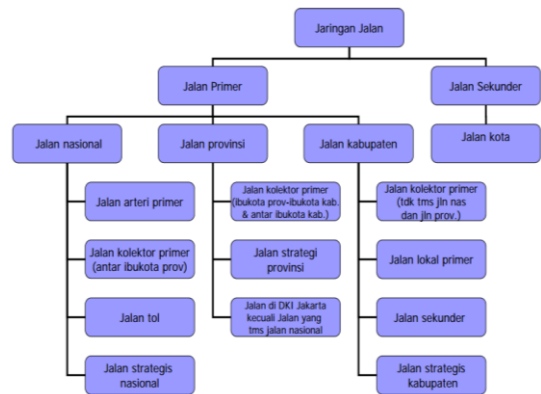 Jaringan Jalan
Jalan Primer
Jalan Sekunder
Jalan nasional
Jalan provinsi
Jalan kabupaten
Jalan kota
Jalan arteri primer
Jalan kolektor primer
(antar ibukota prov)
Jalan tol
Jalan strategis
nasional
Jalan kolektor primer
(ibukota prov-ibukota kab.
& antar ibukota kab.)
Jalan strategi
provinsi
Jalan di DKI Jakarta
kecuali Jalan yang
tms jalan nasional
Jalan kolektor primer
(tdk tms jln nas
dan jln prov.)
Jalan lokal primer
Jalan sekunder
Jalan strategis
kabupaten